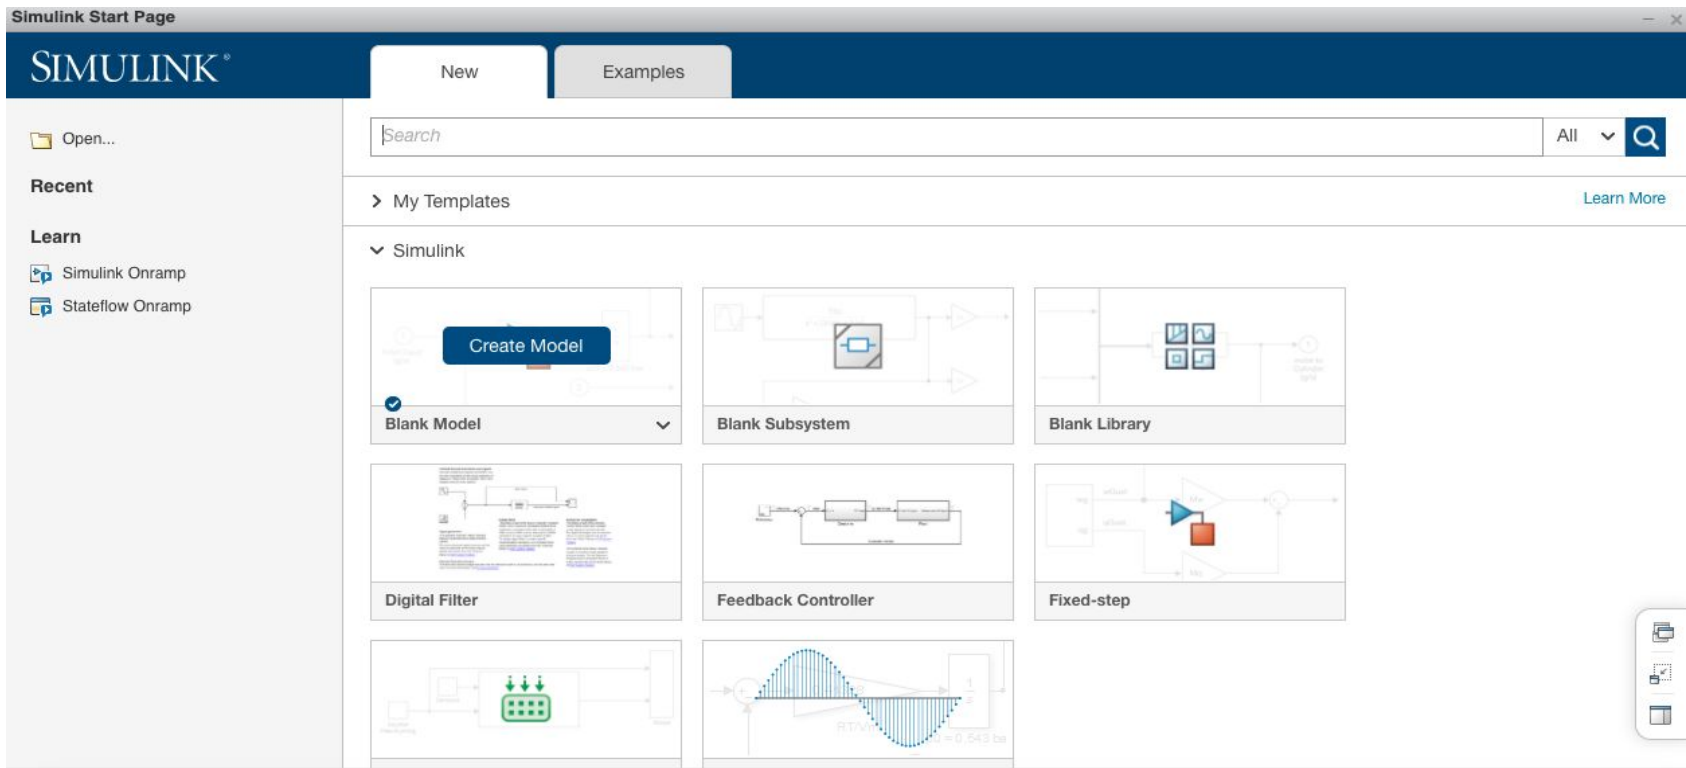 Simulink Start Page
SIMULINK®
New
Examples
Open...
Recent
Learn
Simulink Onramp
Stateflow Onramp
Search
All
My Templates
Learn More
Simulink
Create Model
Blank Model
Blank Subsystem
Blank Library
Digital Filter
Feedback Controller
Fixed-step